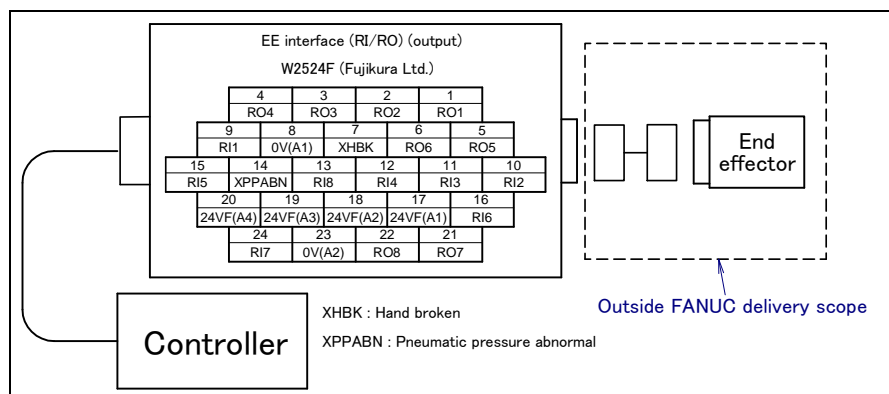 EE interface (RI/RO) (output)
W2524F (Fujikura Ltd.)
4 3 2 1
RO4 RO3 RO2 RO1
9 8 7 6 5
RI1 0V(A1) XHBK RO6 RO5
15 14 13 12 11 10
RI5 XPPABN RI8 RI4 RI3 RI2
20 19 18 17 16
24VF(A4) 24VF(A3) 24VF(A2) 24VF(A1) RI6
24 23 22 21
RI7 0V(A2) RO8 RO7
End
effector
Outside FANUC delivery scope
Controller
XHBK : Hand broken
XPPABN : Pneumatic pressure abnormal